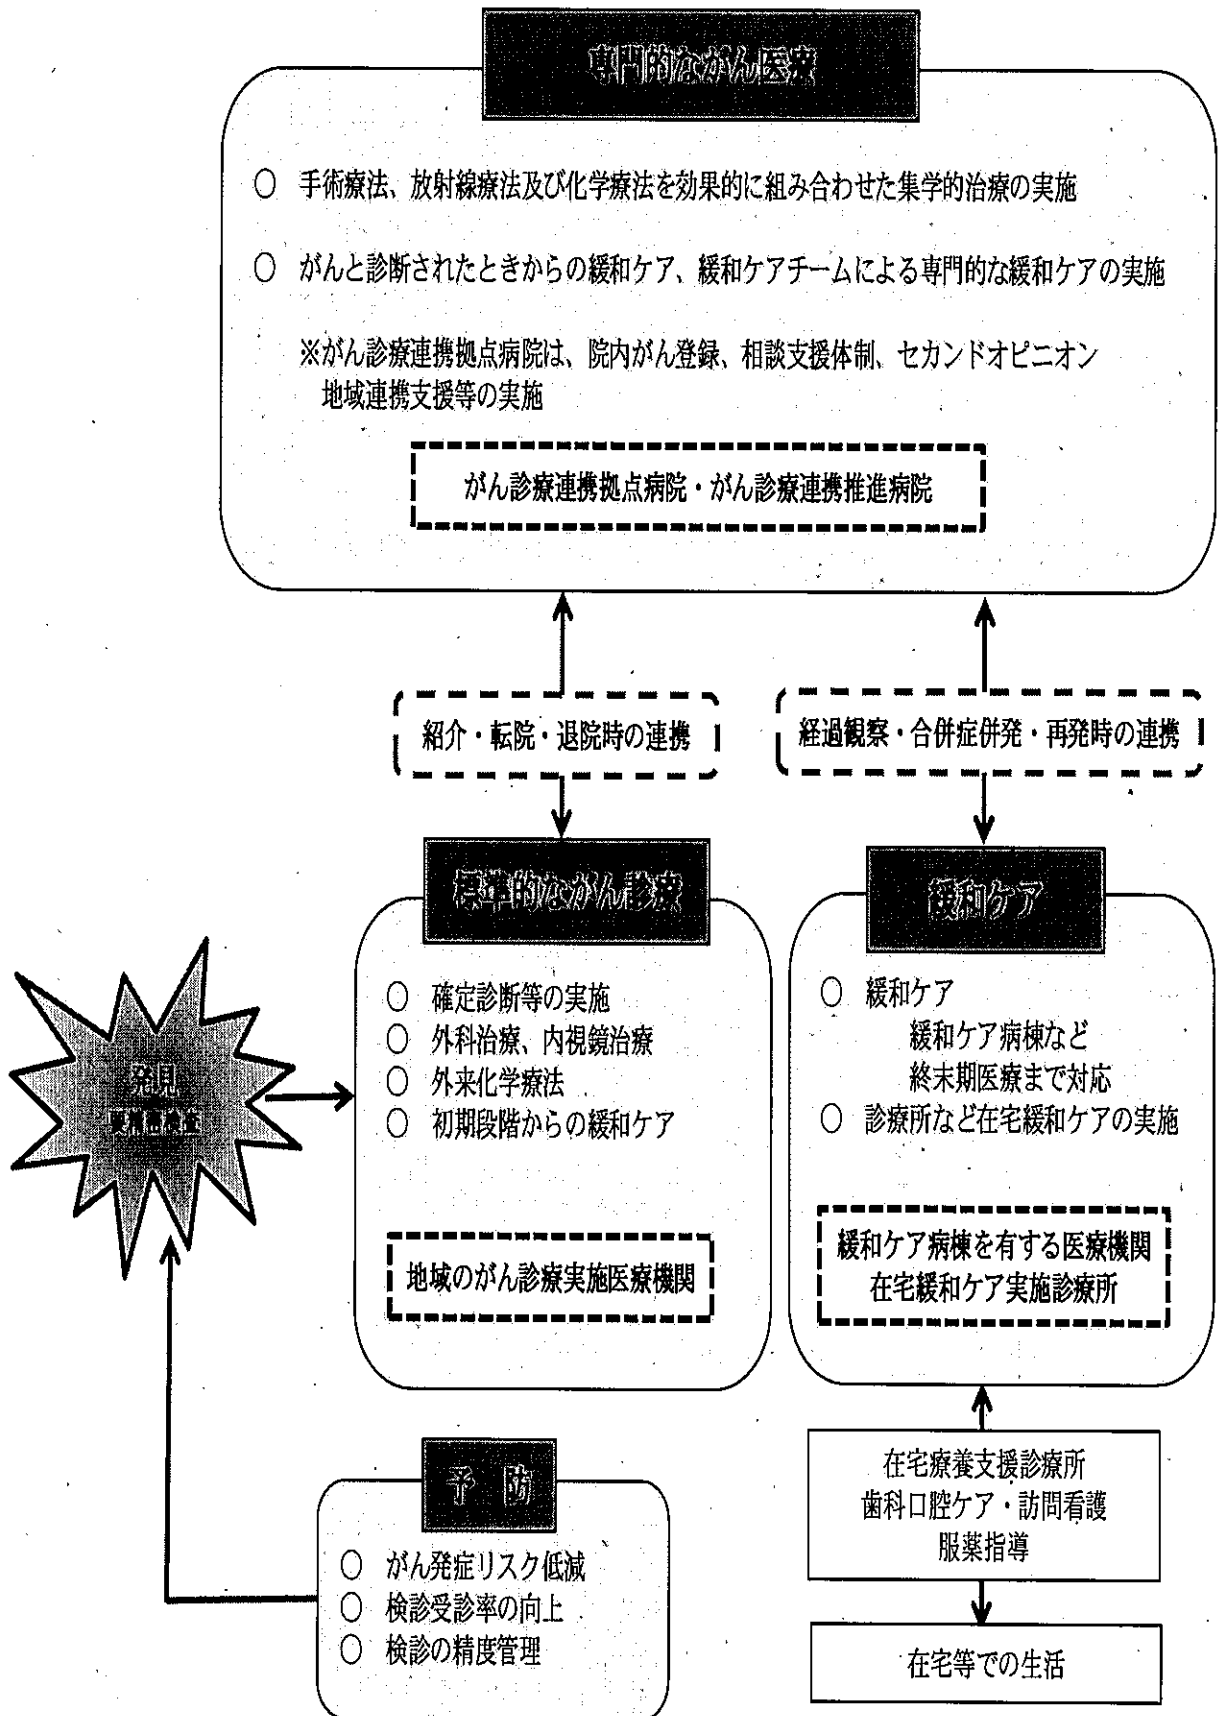 専門的ながん医療
○ 手術療法、放射線療法及び化学療法を効果的に組み合わせた集学的治療の実施
○ がんと診断されたときからの緩和ケア、緩和ケアチームによる専門的な緩和ケアの実施
※がん診療連携拠点病院は、院内がん登録、相談支援体制、セカンドオピニオン
地域連携支援等の実施
がん診療連携拠点病院・がん診療連携推進病院
紹介・転院・退院時の連携
経過観察・合併症併発・再発時の連携
標準的ながん診療
○ 確定診断等の実施
○ 外科治療、内視鏡治療
○ 外来化学療法
○ 初期段階からの緩和ケア
地域のがん診療実施医療機関
緩和ケア
○ 緩和ケア
緩和ケア病棟など
終末期医療まで対応
○ 診療所など在宅緩和ケアの実施
緩和ケア病棟を有する医療機関
在宅緩和ケア実施診療所
発見
要精密検査
予 防
○ がん発症リスク低減
○ 検診受診率の向上
○ 検診の精度管理
在宅療養支援診療所
歯科口腔ケア・訪問看護
服薬指導
在宅等での生活